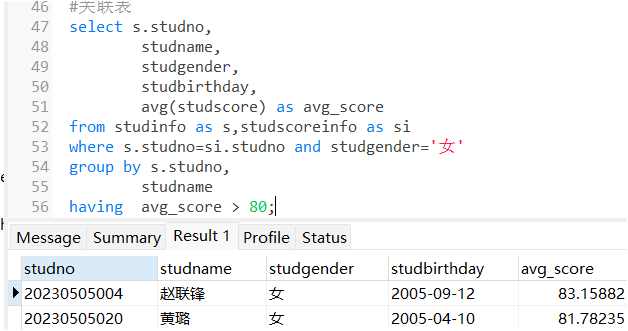 46 #关联表
47 select s.studno,
48 studname,
49 studgender,
50 studbirthday,
51 avg(studscore) as avg_score
52 from studinfo as s,studscoreinfo as si
53 where s.studno=si.studno and studgender='女'
54 group by s.studno,
55 studname
56 having avg_score > 80;
Message Summary Result 1 Profile Status
studno studname studgender studbirthday avg_score
20230505004 赵联锋 女 2005-09-12 83.15882
20230505020 黄璐 女 2005-04-10 81.78235